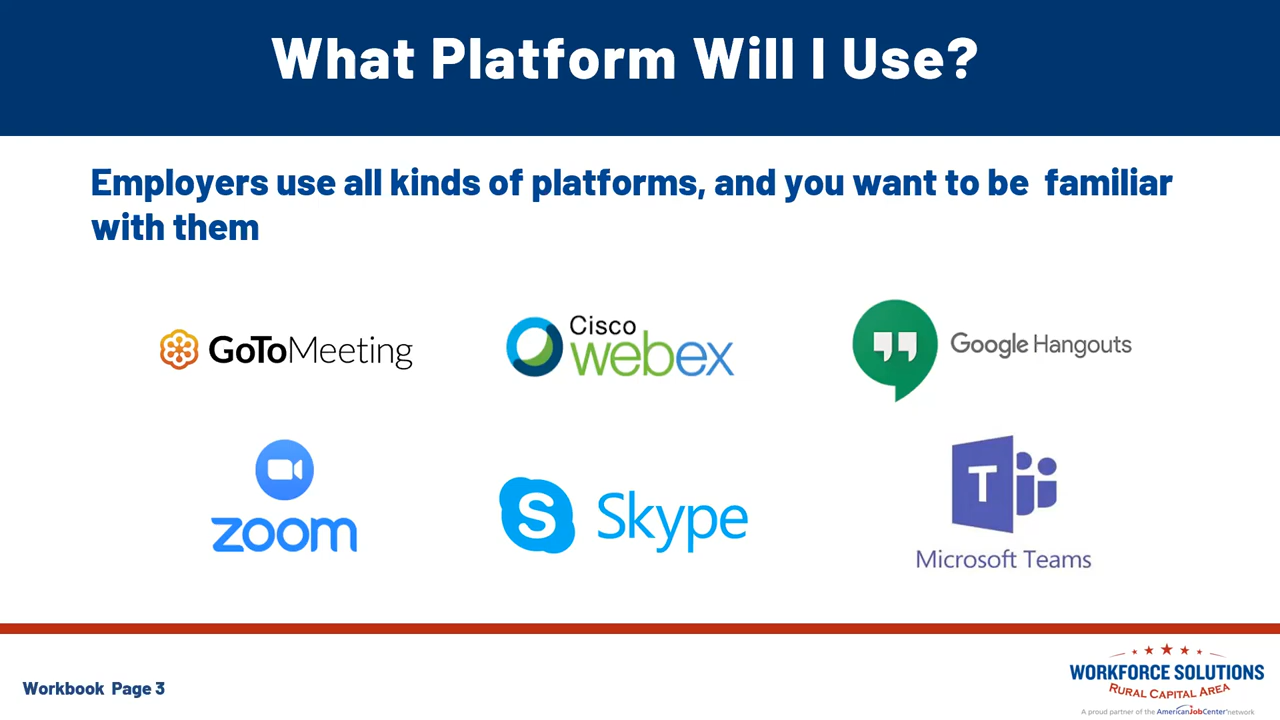 What Platform Will I Use?
Employers use all kinds of platforms, and you want to be familiar
with them
GoToMeeting
Cisco
webex
Google Hangouts
zoom
S Skype
T
Microsoft Teams
Workbook Page 3
WORKFORCE SOLUTIONS
RURAL CAPITAL AREA
A proud partner of the AmericanJobCenter network